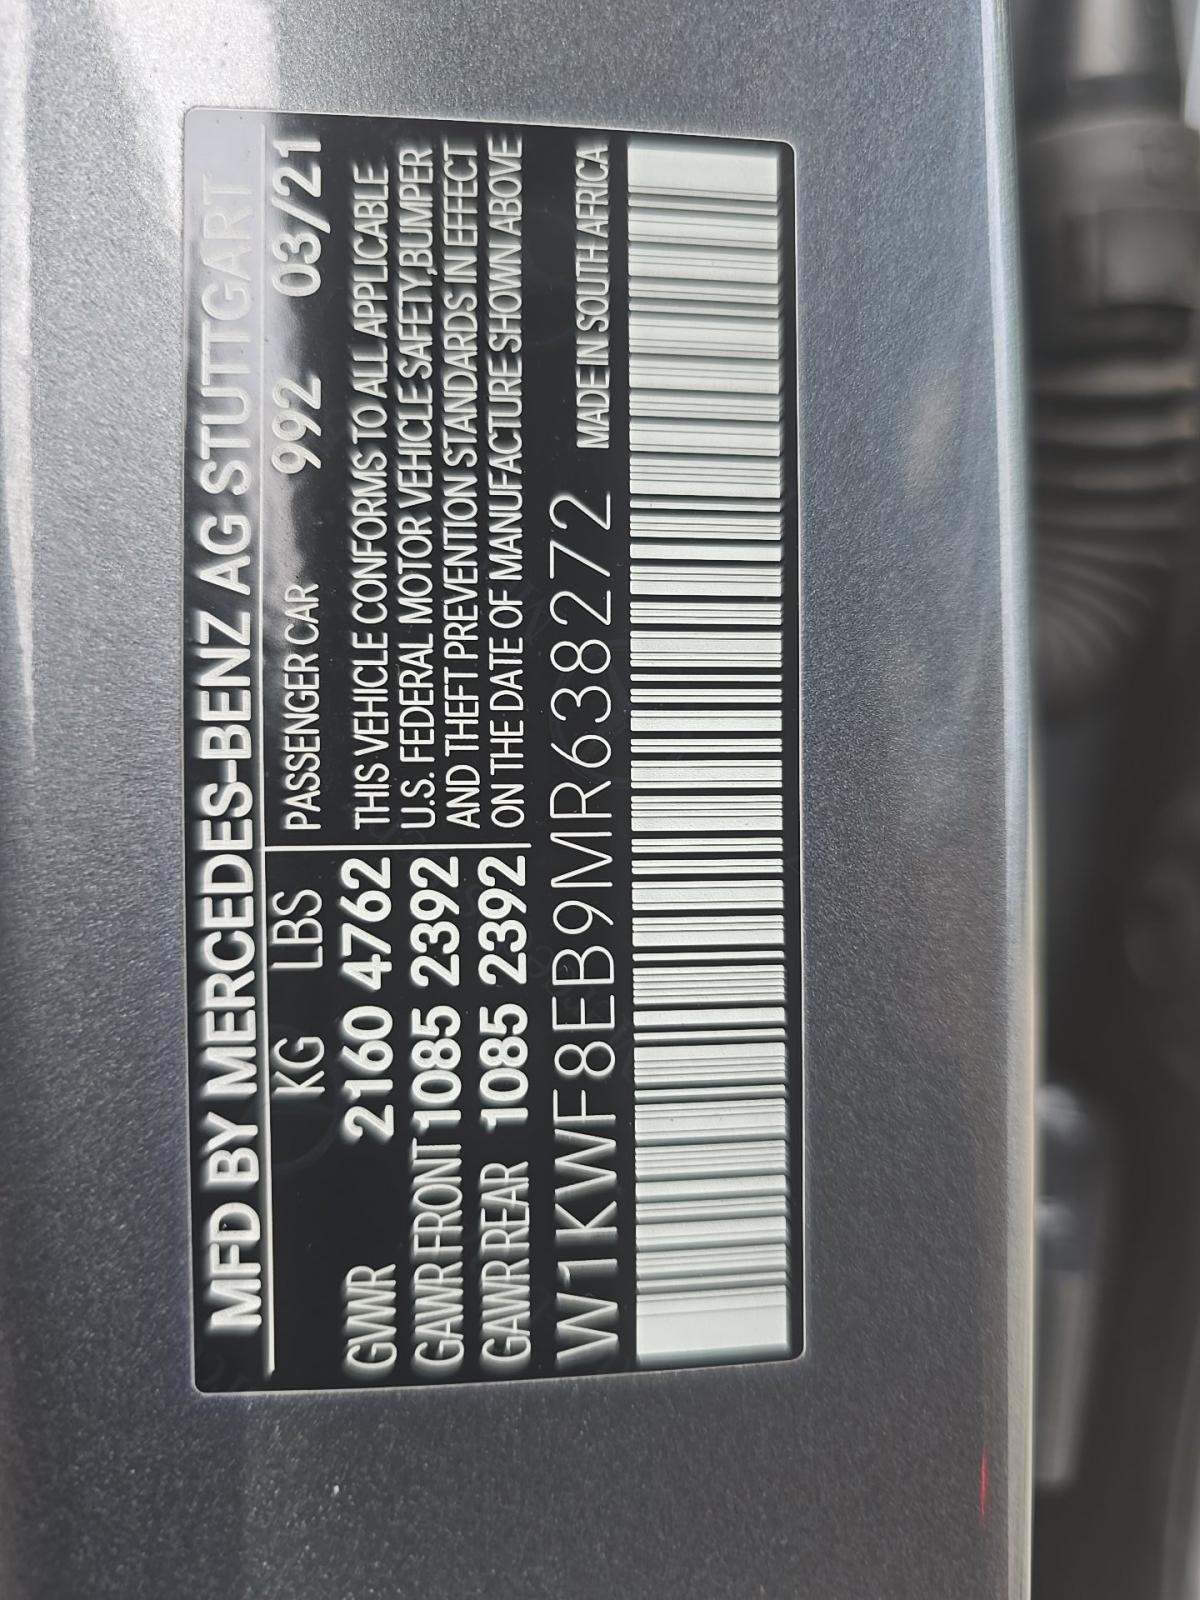 MFD BY MERCEDES-BENZ AG STUTTGART
KG LBS PASSENGER CAR 992 03/21
GVWR 2160 4762 THIS VEHICLE CONFORMS TO ALL APPLICABLE
GAWR FRONT 1085 2392 U.S. FEDERAL MOTOR VEHICLE SAFETY,BUMPER
AND THEFT PREVENTION STANDARDS IN EFFECT
GAWR REAR 1085 2392 ON THE DATE OF MANUFACTURE SHOWN ABOVE
W1KWF8EB9MR638272 MADE IN SOUTH AFRICA